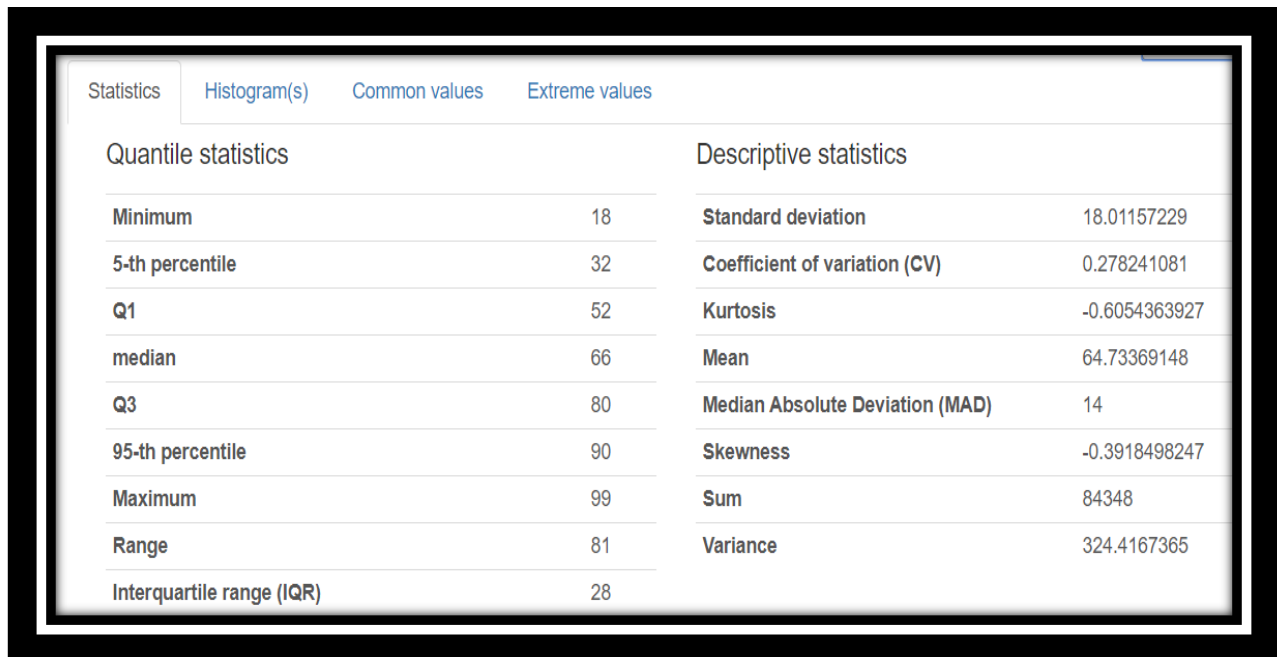 Statistics Histogram(s) Common values Extreme values
Quantile statistics
Minimum 18
5-th percentile 32
Q1 52
median 66
Q3 80
95-th percentile 90
Maximum 99
Range 81
Interquartile range (IQR) 28
Descriptive statistics
Standard deviation 18.01157229
Coefficient of variation (CV) 0.278241081
Kurtosis -0.6054363927
Mean 64.73369148
Median Absolute Deviation (MAD) 14
Skewness -0.3918498247
Sum 84348
Variance 324.4167365